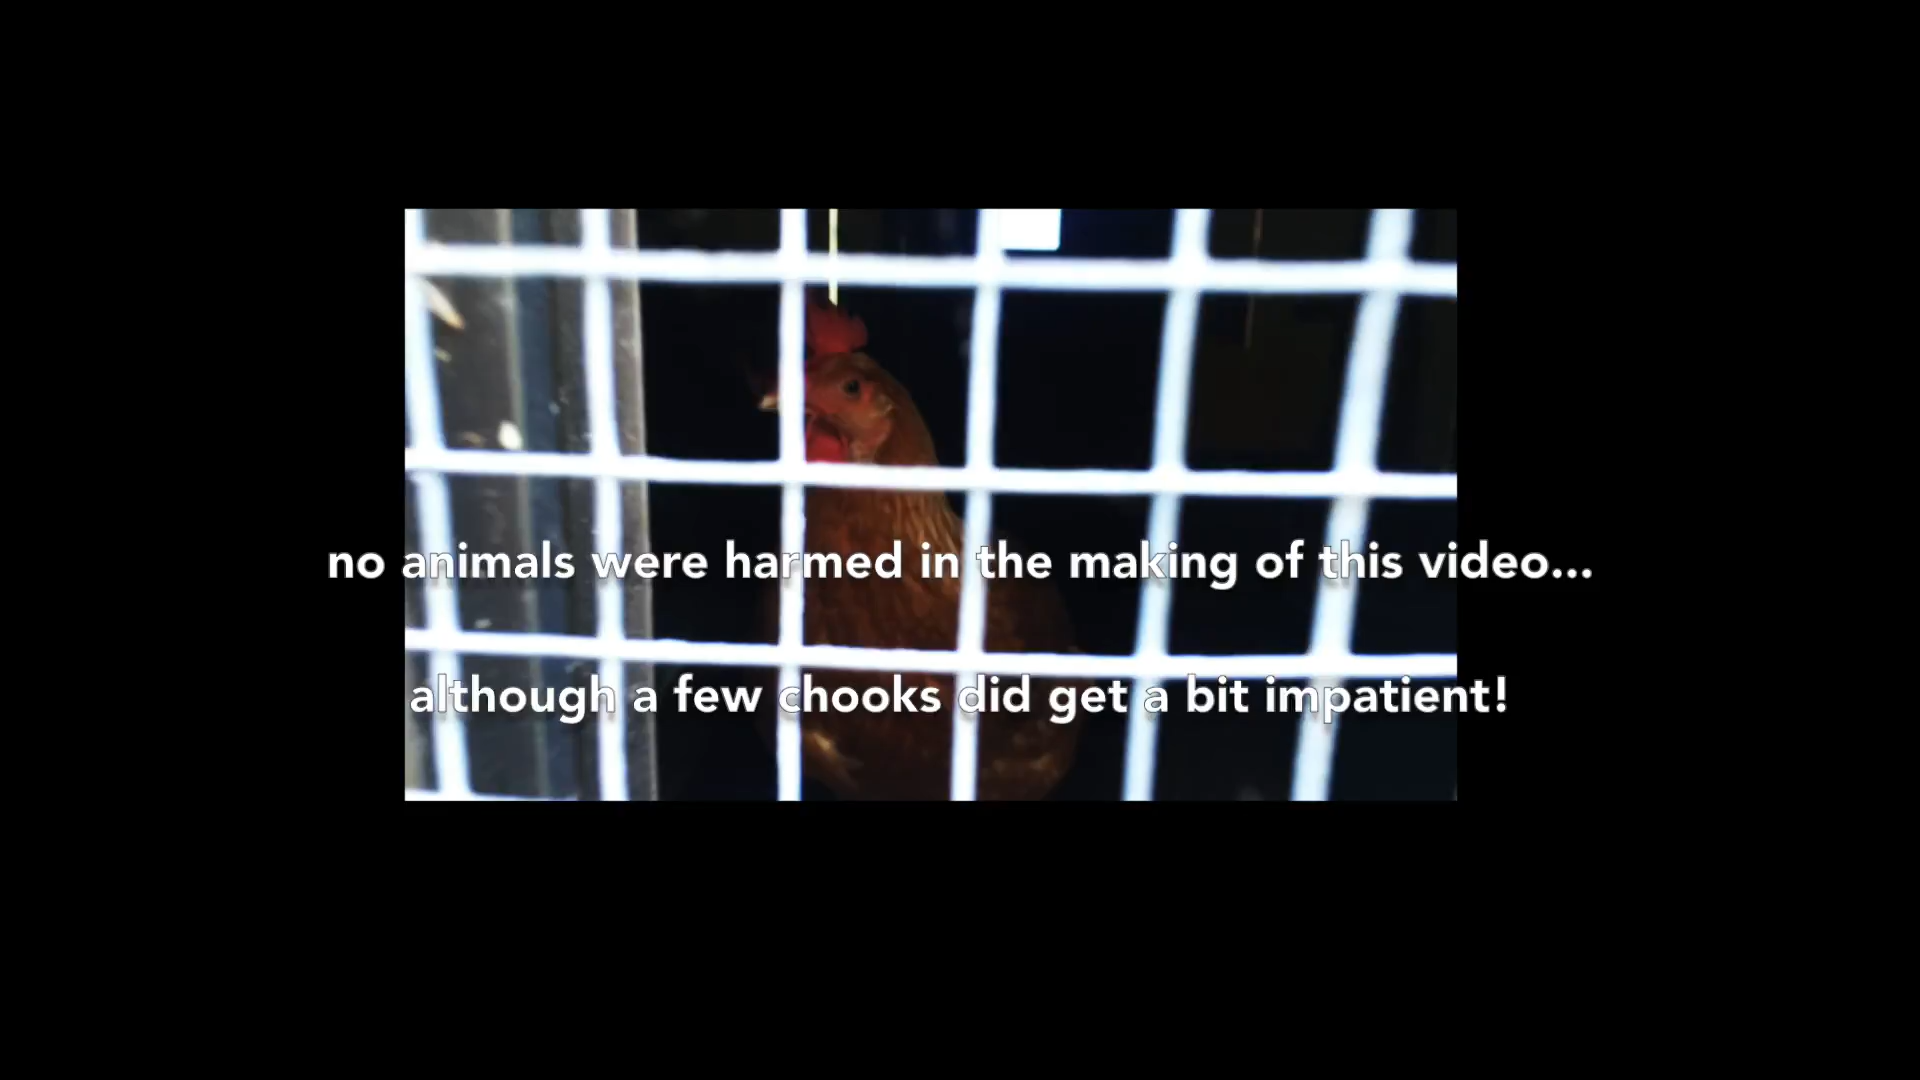 no animals were harmed in the making of this video...
although a few chooks did get a bit impatient!